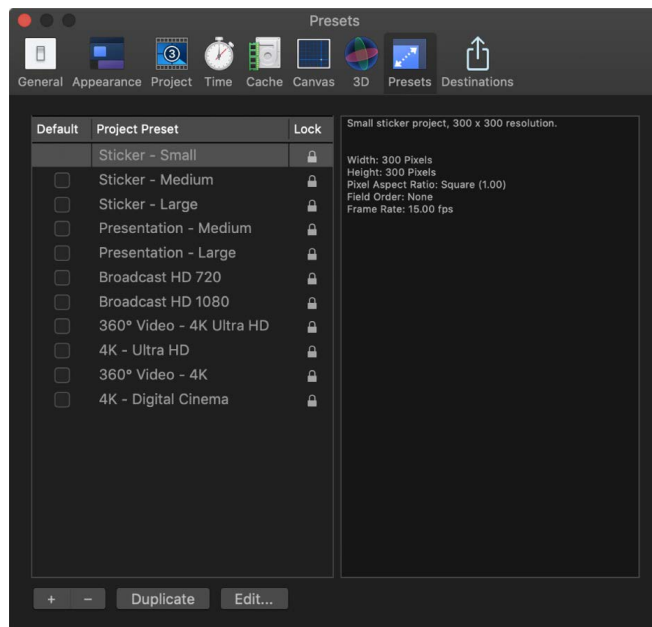 Presets
General Appearance Project Time Cache Canvas 3D Presets Destinations
3
Default Project Preset Lock
Sticker - Small
Sticker - Medium
Sticker - Large
Presentation - Medium
Presentation - Large
Broadcast HD 720
Broadcast HD 1080
360° Video - 4K Ultra HD
4K - Ultra HD
360° Video - 4K
4K - Digital Cinema
Small sticker project, 300 x 300 resolution.
Width: 300 Pixels
Height: 300 Pixels
Pixel Aspect Ratio: Square (1.00)
Field Order: None
Frame Rate: 15.00 fps
+ − Duplicate Edit...